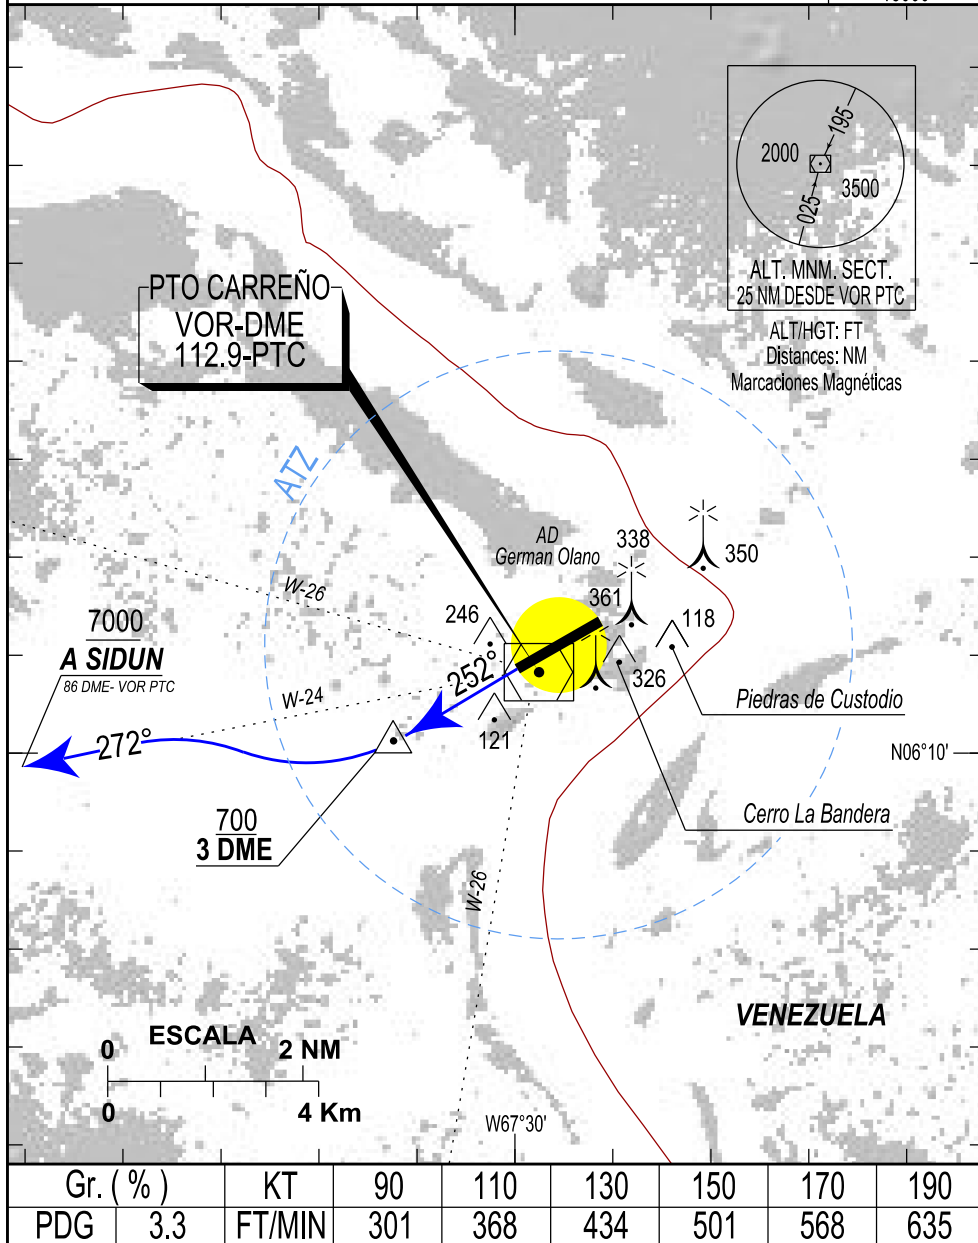 195
2000
3500
025
ALT. MNM. SECT.
25 NM DESDE VOR PTC
ALT/HGT: FT
Distances: NM
Marcaciones Magnéticas
PTO CARREÑO
VOR-DME
112.9-PTC
ATZ
AD
German Olano
338
350
361
246
118
326
W-26
7000
A SIDUN
86 DME- VOR PTC
252°
W-24
121
272°
Piedras de Custodio
N06°10'
700
3 DME
Cerro La Bandera
W-26
VENEZUELA
ESCALA
0 2 NM
0 4 Km
W67°30'
Gr. ( % ) KT 90 110 130 150 170 190
PDG 3.3 FT/MIN 301 368 434 501 568 635